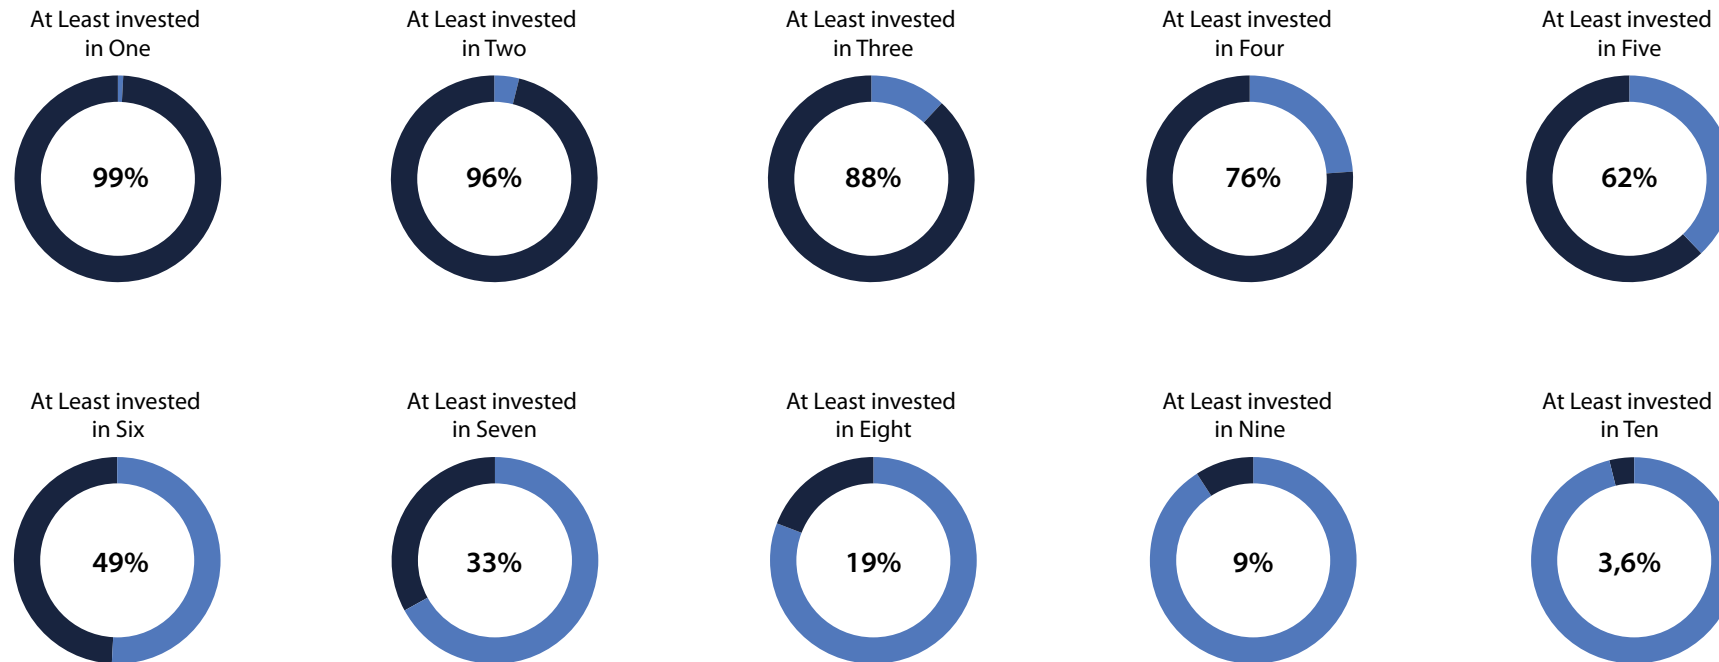 At Least invested
in One
99%
At Least invested
in Two
96%
At Least invested
in Three
88%
At Least invested
in Four
76%
At Least invested
in Five
62%
At Least invested
in Six
49%
At Least invested
in Seven
33%
At Least invested
in Eight
19%
At Least invested
in Nine
9%
At Least invested
in Ten
3,6%